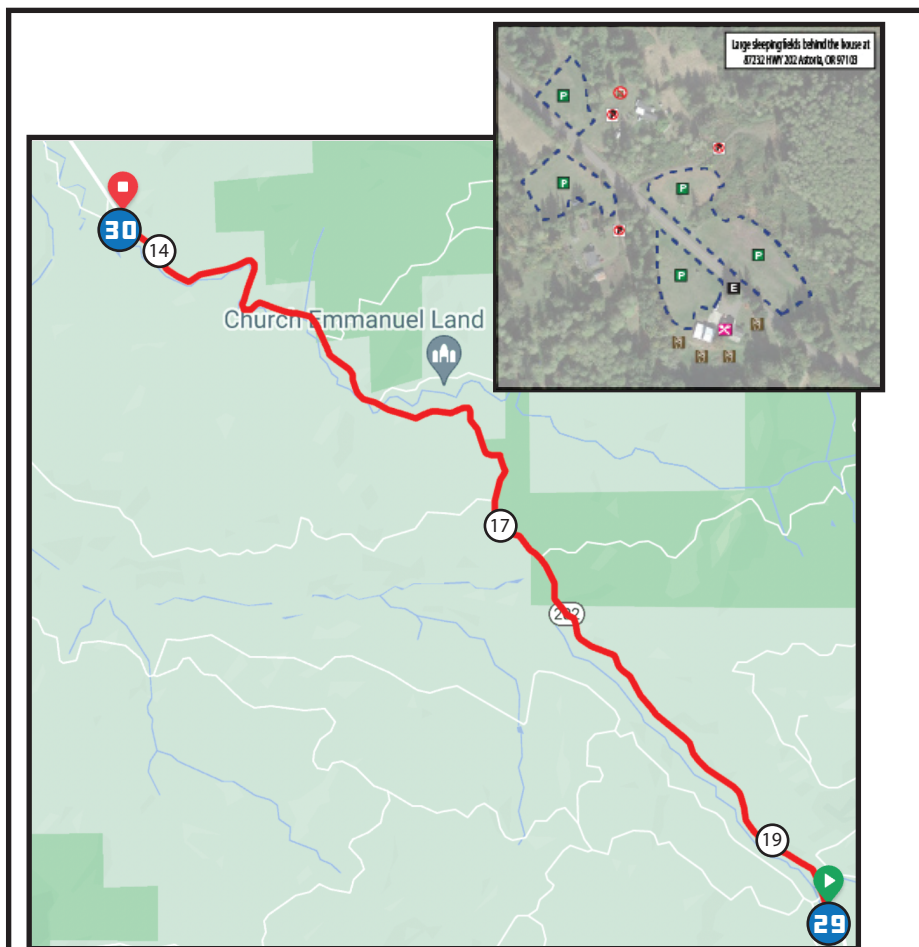 Large sleeping fields behind the house at
87232 HWY 202 Astoria, OR 97103
P
P
P
P
P
E
30
14
Church Emmanuel Land
17
202
19
29